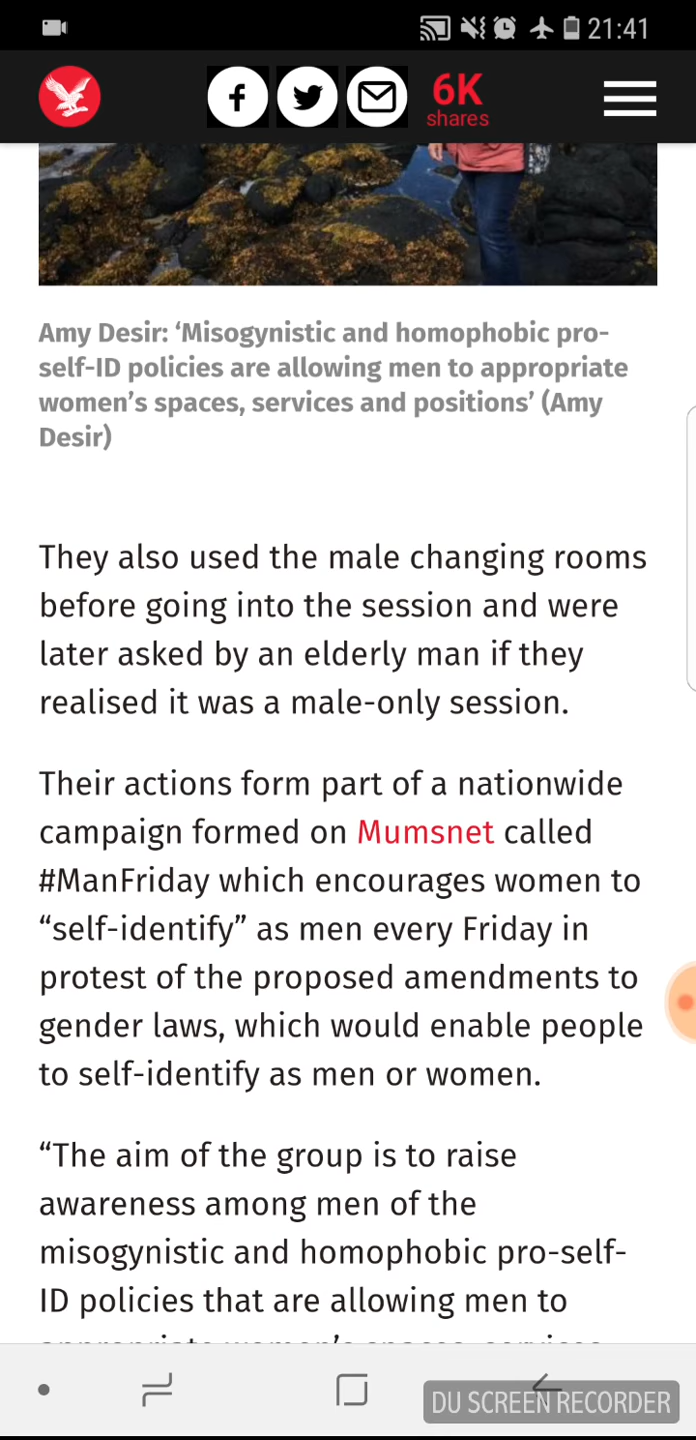 21:41
f
6K
shares
Amy Desir: ‘Misogynistic and homophobic pro-
self-ID policies are allowing men to appropriate
women’s spaces, services and positions’ (Amy
Desir)
They also used the male changing rooms
before going into the session and were
later asked by an elderly man if they
realised it was a male-only session.
Their actions form part of a nationwide
campaign formed on Mumsnet called
#ManFriday which encourages women to
“self-identify” as men every Friday in
protest of the proposed amendments to
gender laws, which would enable people
to self-identify as men or women.
“The aim of the group is to raise
awareness among men of the
misogynistic and homophobic pro-self-
ID policies that are allowing men to
appropriate women’s spaces, services
DU SCREEN RECORDER